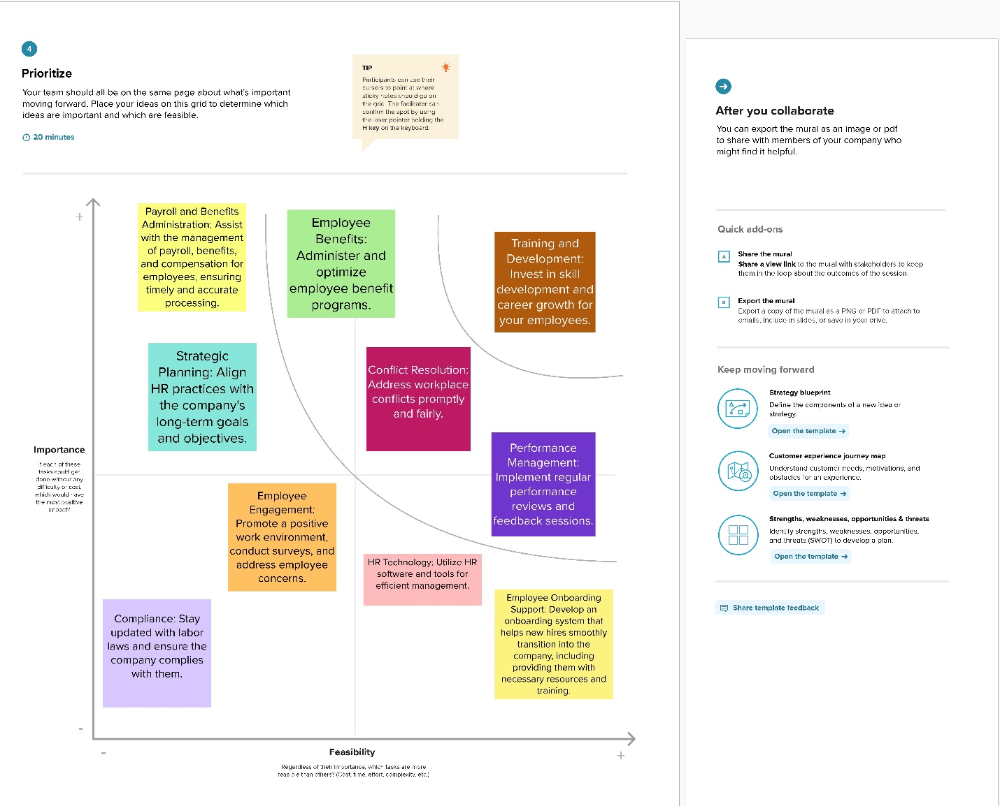 4
Prioritize
Your team should all be on the same page about what's important
moving forward. Place your ideas on this grid to determine which
ideas are important and which are feasible.
20 minutes
TIP
Participants can use their
cursors to point at where
sticky notes should go on
the grid. The facilitator can
confirm the spot by using
the laser pointer holding the
H key on the keyboard.
+
Payroll and Benefits
Administration: Assist
with the management
of payroll, benefits,
and compensation for
employees, ensuring
timely and accurate
processing.
Employee
Benefits:
Administer and
optimize
employee benefit
programs.
Training and
Development:
Invest in skill
development and
career growth for
your employees.
Strategic
Planning: Align
HR practices with
the company's
long-term goals
and objectives.
Conflict Resolution:
Address workplace
conflicts promptly
and fairly.
Performance
Management:
Implement regular
performance
reviews and
feedback sessions.
Importance
If each of these
tasks could get
done without any
difficulty or cost,
which would have
the most positive
impact?
Employee
Engagement:
Promote a positive
work environment,
conduct surveys, and
address employee
concerns.
HR Technology: Utilize HR
software and tools for
efficient management.
Employee Onboarding
Support: Develop an
onboarding system that
helps new hires smoothly
transition into the
company, including
providing them with
necessary resources and
training.
Compliance: Stay
updated with labor
laws and ensure the
company complies
with them.
-
-
Feasibility
+
Regardless of their importance, which tasks are more
feasible than others? (Cost, time, effort, complexity, etc.)
After you collaborate
You can export the mural as an image or pdf
to share with members of your company who
might find it helpful.
Quick add-ons
A
Share the mural
Share a view link to the mural with stakeholders to keep
them in the loop about the outcomes of the session.
B
Export the mural
Export a copy of the mural as a PNG or PDF to attach to
emails, include in slides, or save in your drive.
Keep moving forward
Strategy blueprint
Define the components of a new idea or
strategy.
Open the template →
Customer experience journey map
Understand customer needs, motivations, and
obstacles for an experience.
Open the template →
Strengths, weaknesses, opportunities & threats
Identify strengths, weaknesses, opportunities,
and threats (SWOT) to develop a plan.
Open the template →
Share template feedback